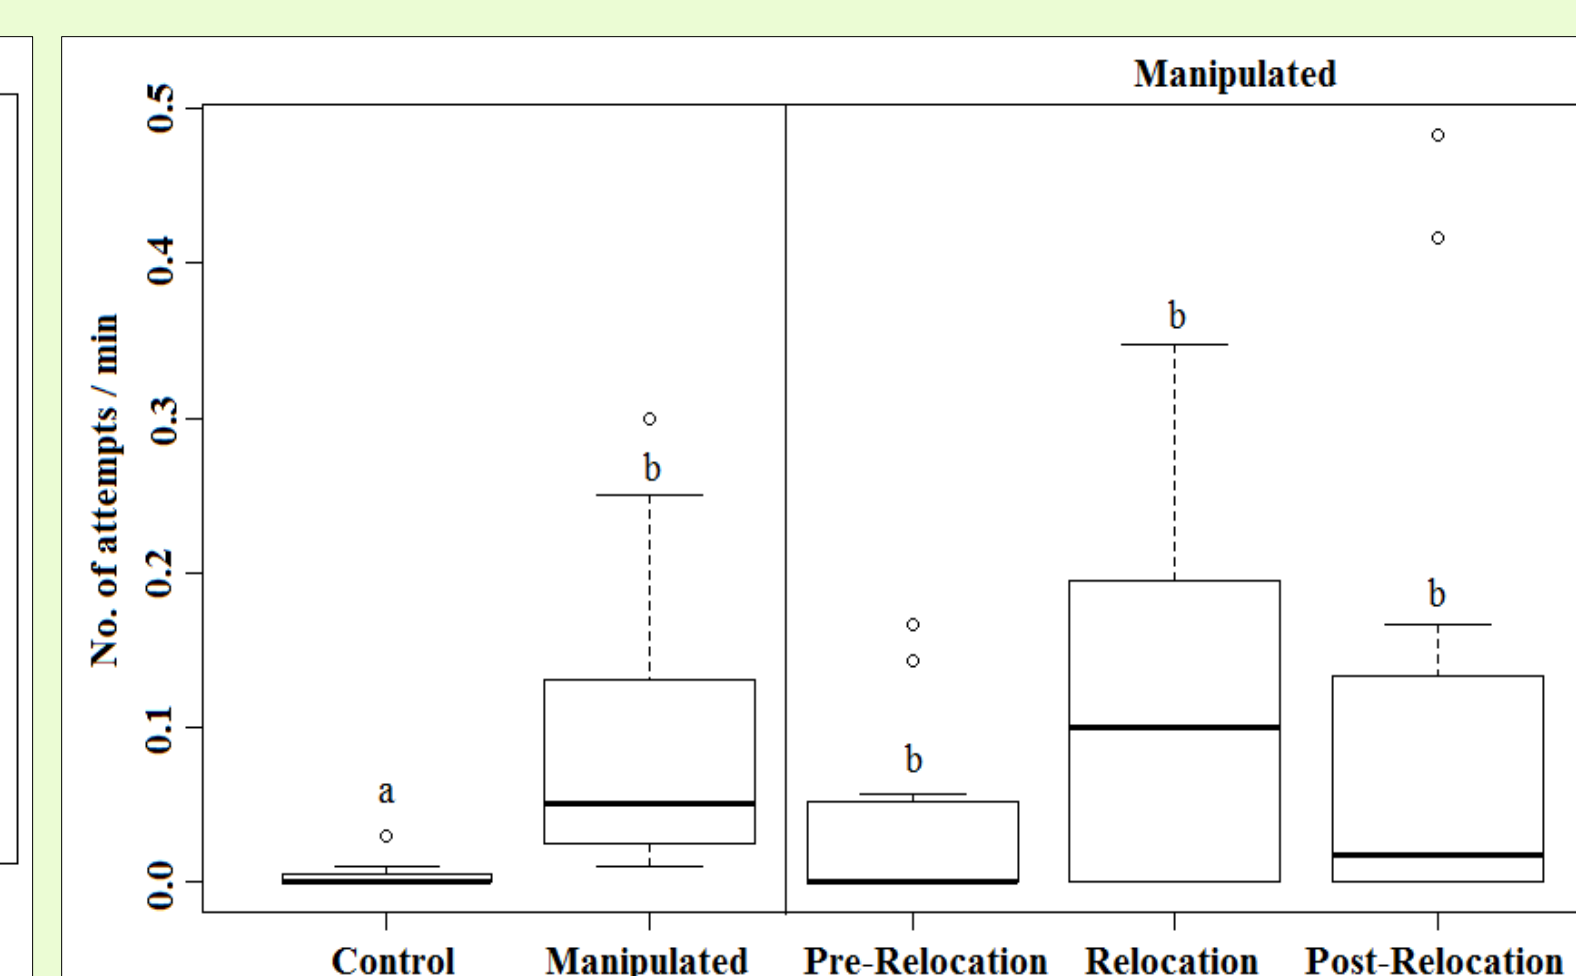 Manipulated
0.5
0.4
0.3
0.2
0.1
0.0
No. of attempts / min
a
b
b
b
b
Control Manipulated Pre-Relocation Relocation Post-Relocation